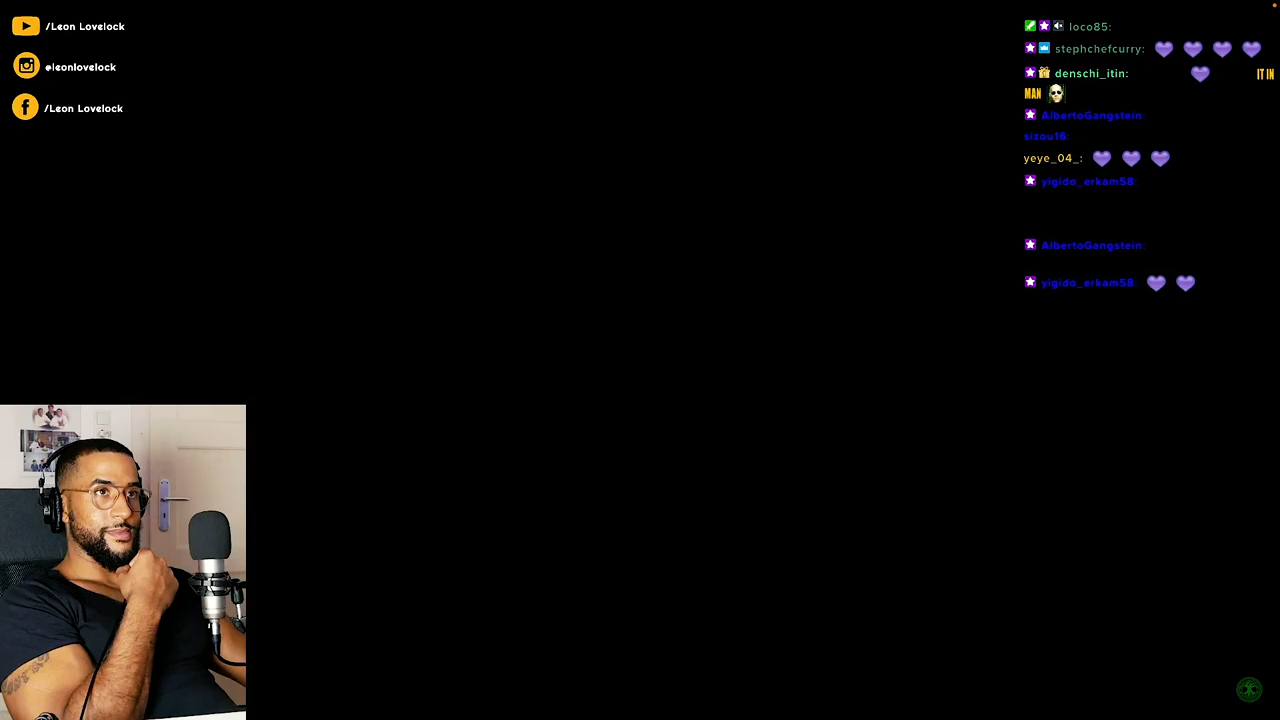 /Leon Lovelock
@leonlovelock
/Leon Lovelock
loco85:
stephchefcurry:
denschi_itin: IT IN
MAN
AlbertoGangstein:
sizou16:
yeye_04_:
yigido_erkam58:
AlbertoGangstein:
yigido_erkam58: